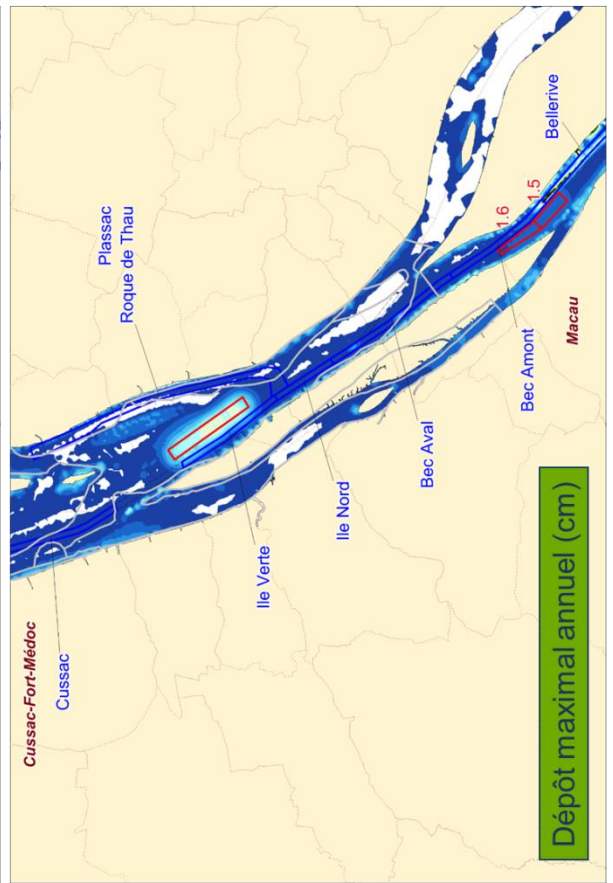 Cussac-Fort-Médoc
Cussac
Plassac
Roque de Thau
Ile Verte
Ile Nord
Bec Aval
1.6
Bec Amont
1.5
Bellerive
Macau
Dépôt maximal annuel (cm)